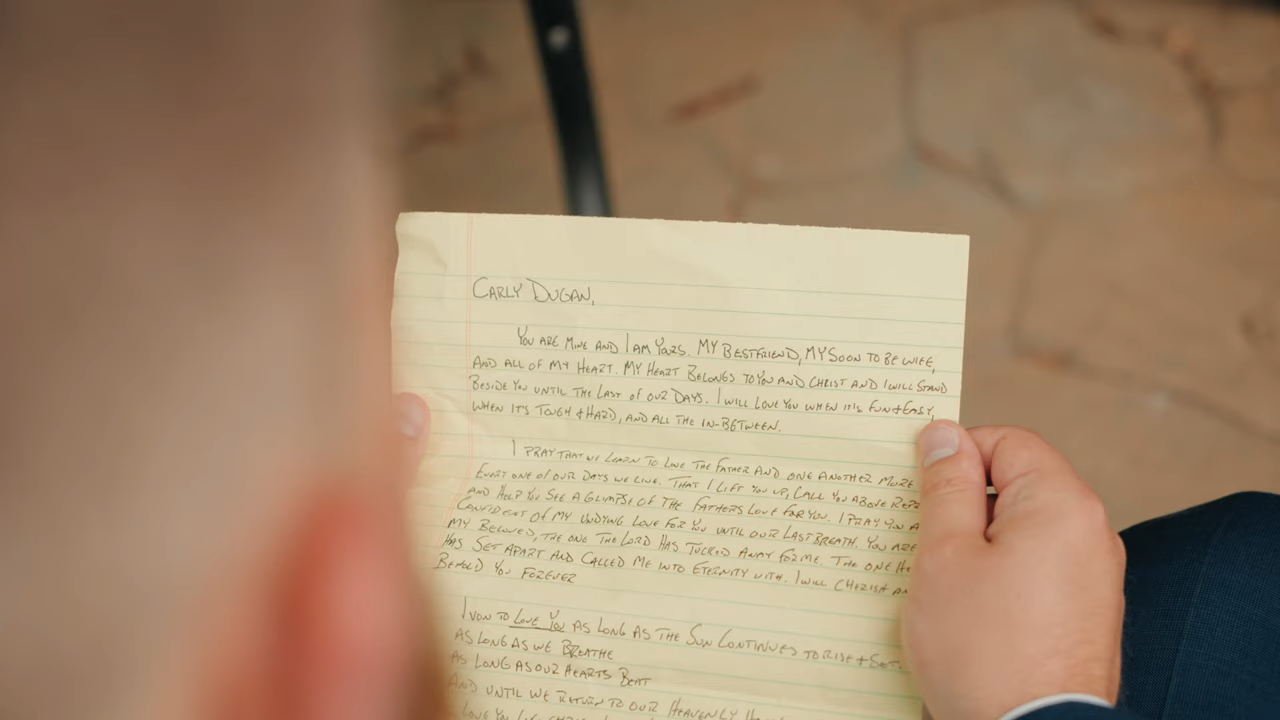 CARLY DUGAN,
YOU ARE MINE AND I AM YOURS. MY BESTFRIEND, MY SOON TO BE WIFE,
AND ALL OF MY HEART. MY HEART BELONGS TO YOU AND CHRIST AND I WILL STAND
BESIDE YOU UNTIL THE LAST OF OUR DAYS. I WILL LOVE YOU WHEN IT'S FUN & EASY,
WHEN IT'S TOUGH & HARD, AND ALL THE IN-BETWEEN.
I PRAY THAT WE LEARN TO LOVE THE FATHER AND ONE ANOTHER MORE
EVERY ONE OF OUR DAYS WE LIVE. THAT I LIFT YOU UP, CALL YOU ABOVE
AND HELP YOU SEE A GLIMPSE OF THE FATHERS LOVE FOR YOU. I PRAY YOU A
CONFIDENT OF MY UNDYING LOVE FOR YOU UNTIL OUR LAST BREATH. YOU ARE
MY BELOVED, THE ONE THE LORD HAS TUCKED AWAY FOR ME. THE ONE HE
HAS SET APART AND CALLED ME INTO ETERNITY WITH. I WILL CHERISH
BEHOLD YOU FOREVER
I VOW TO LOVE YOU AS LONG AS THE SUN CONTINUES TO RISE & SET.
AS LONG AS WE BREATHE
AS LONG AS OUR HEARTS BEAT
AND UNTIL WE RETURN TO OUR HEAVENLY
LOVE YOU LIKE